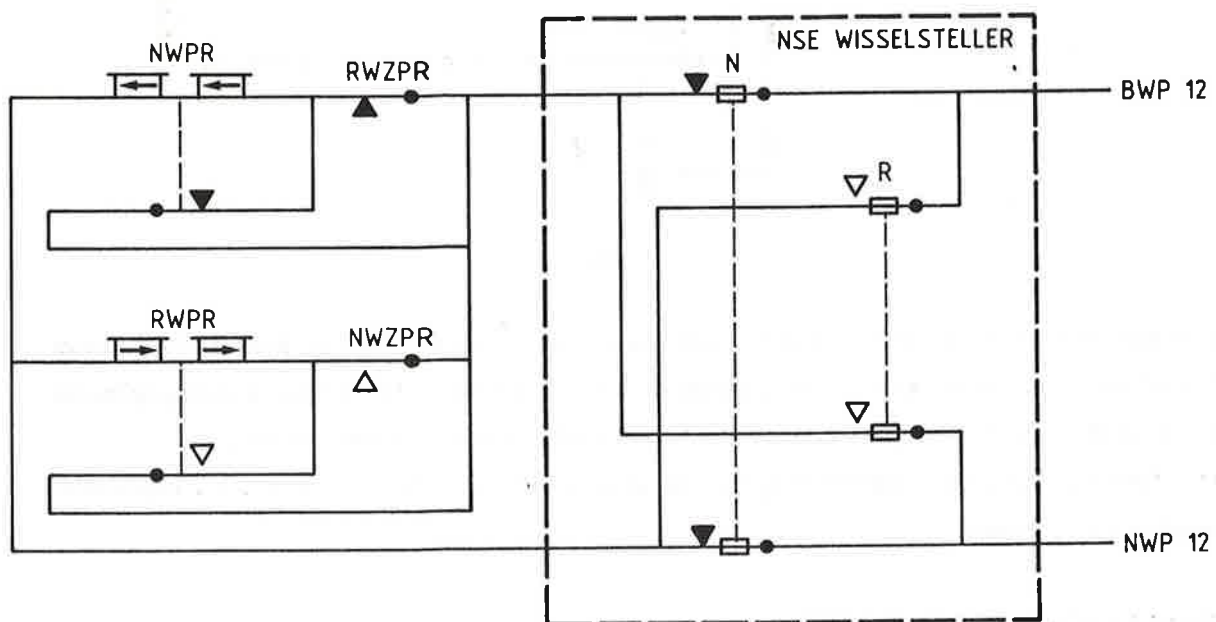 NSE WISSELSTELLER
NWPR
RWZPR
N
BWP 12
R
RWPR
NWZPR
NWP 12